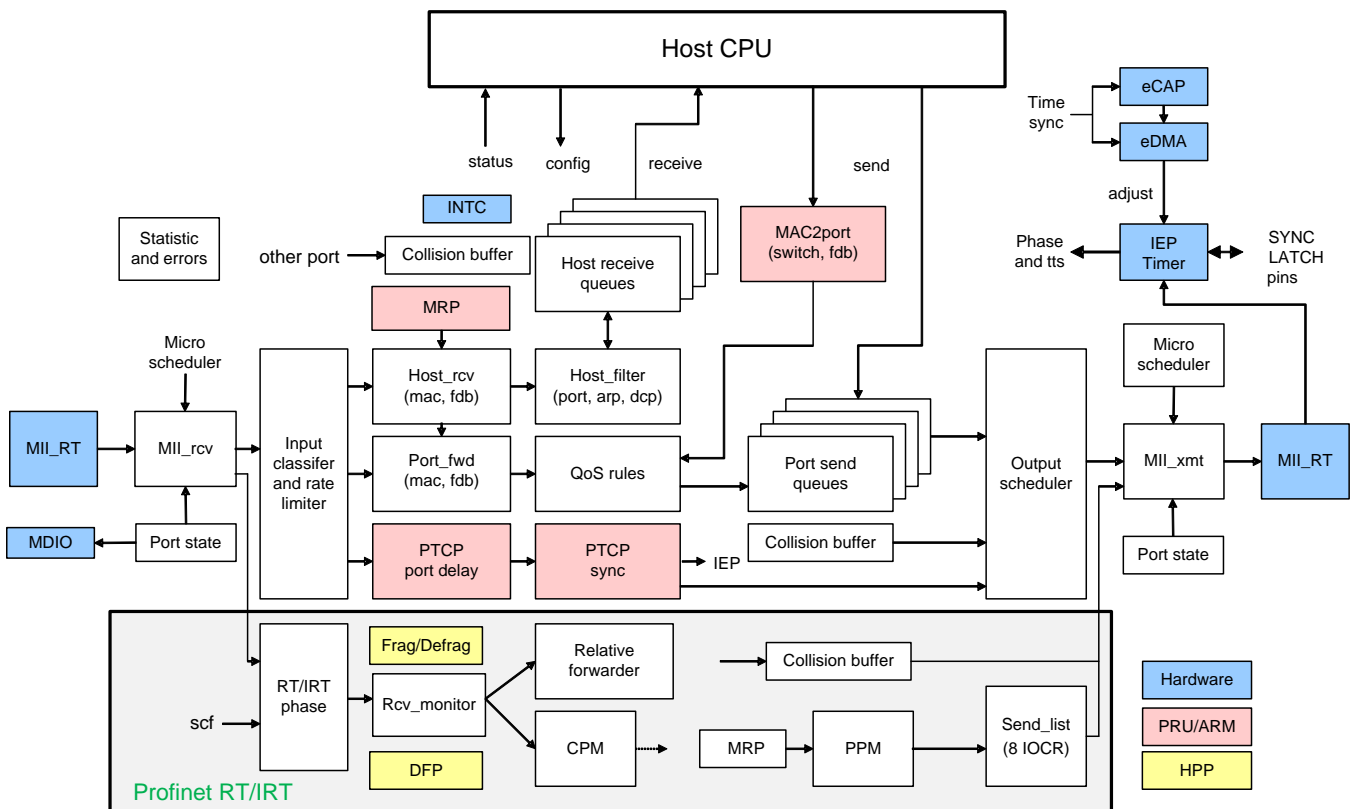 Host CPU
Time
sync
eCAP
eDMA
status
config
receive
send
adjust
INTC
Statistic
and errors
other port
Collision buffer
Host receive
queues
MAC2port
(switch, fdb)
Phase
and tts
IEP
Timer
SYNC
LATCH
pins
MRP
Micro
scheduler
Micro
scheduler
MII_RT
MII_rcv
Input
classifer
and rate
limiter
Host_rcv
(mac, fdb)
Host_filter
(port, arp, dcp)
Port_fwd
(mac, fdb)
QoS rules
Port send
queues
Output
scheduler
MII_xmt
MII_RT
MDIO
Port state
PTCP
port delay
PTCP
sync
IEP
Collision buffer
Port state
Frag/Defrag
Relative
forwarder
Collision buffer
RT/IRT
phase
Rcv_monitor
scf
CPM
MRP
PPM
Send_list
(8 IOCR)
DFP
Profinet RT/IRT
Hardware
PRU/ARM
HPP